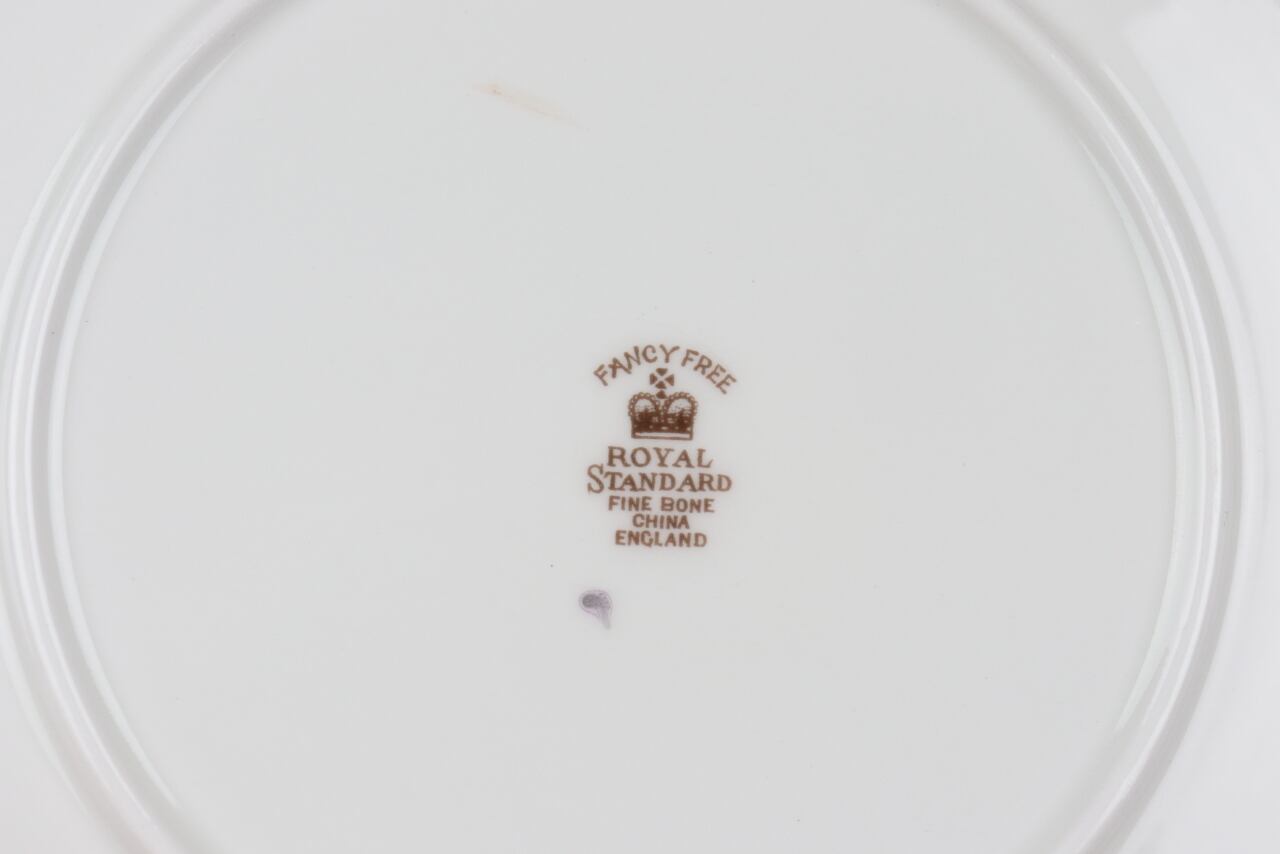 FANCY FREE
ROYAL
STANDARD
FINE BONE
CHINA
ENGLAND